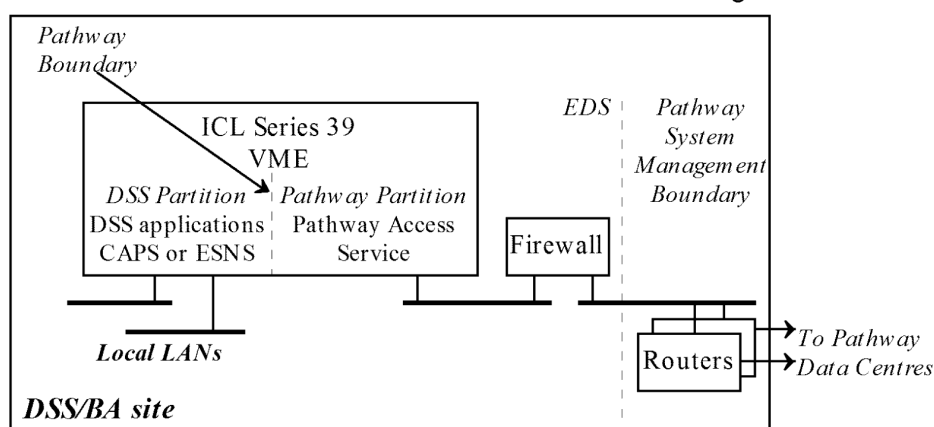 Pathway
Boundary
ICL Series 39
VME
DSS Partition
DSS applications
CAPS or ESNS
Pathway Partition
Pathway Access
Service
EDS
Pathway
System
Management
Boundary
Firewall
Routers
To Pathway
Data Centres
Local LANs
DSS/BA site